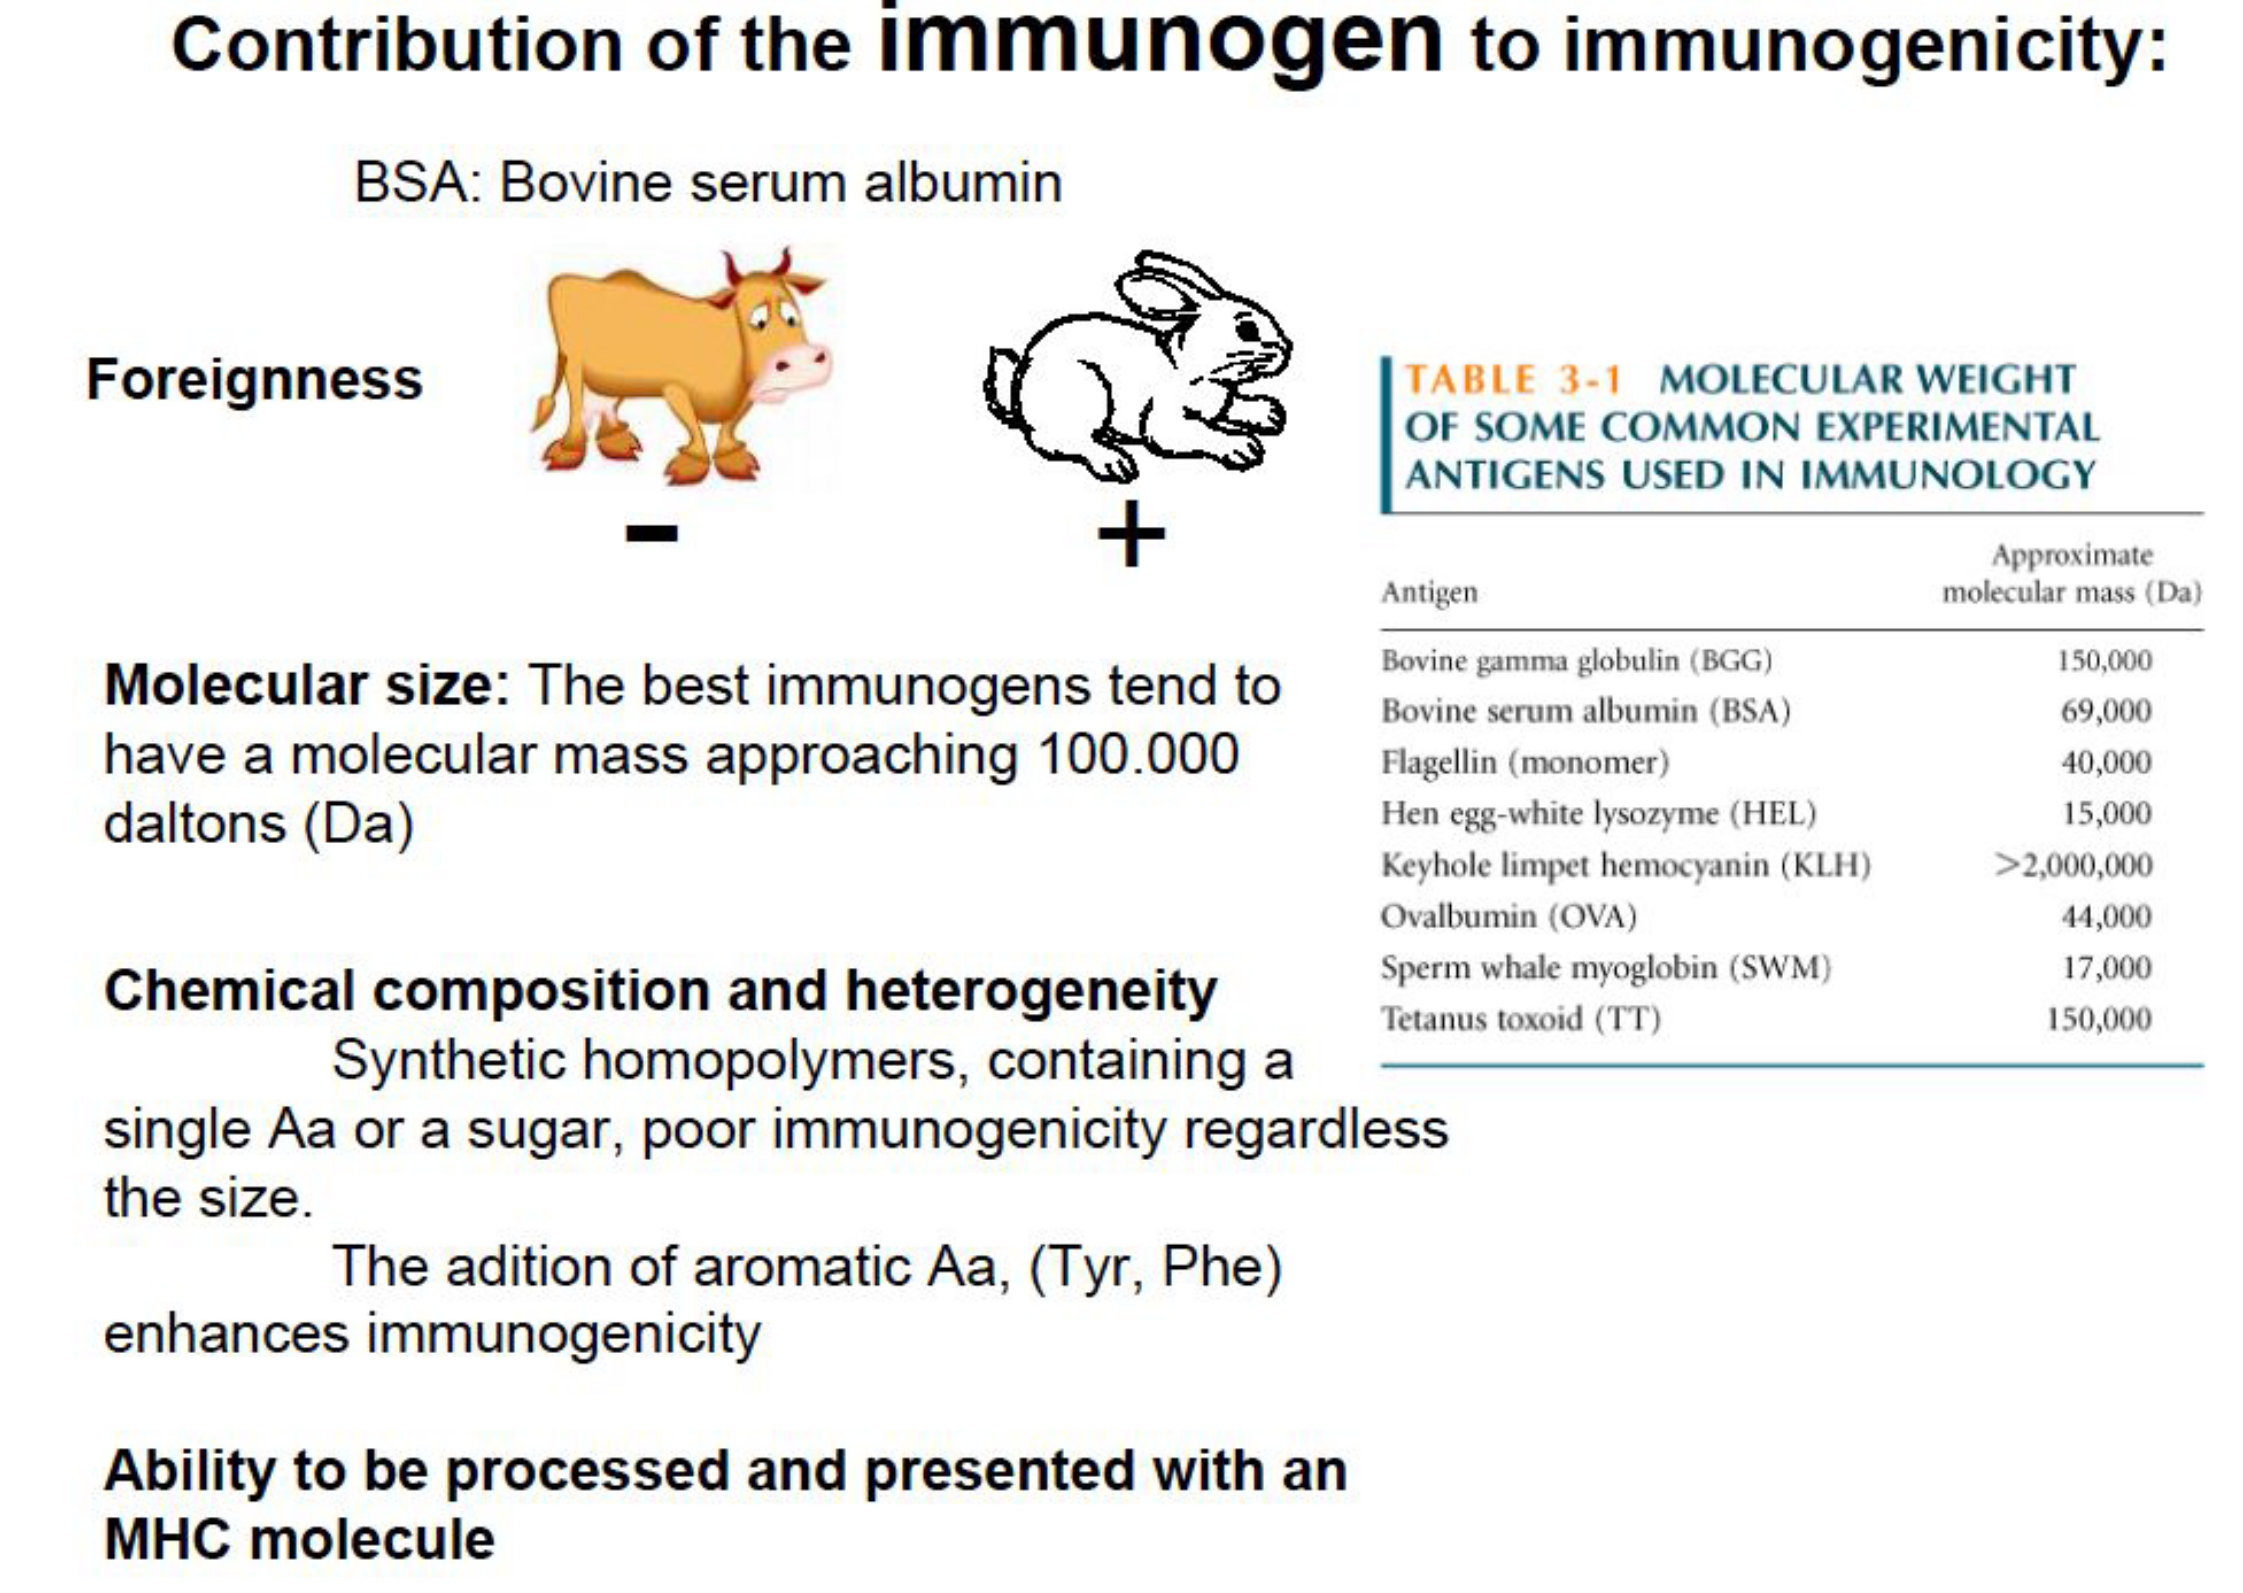 Contribution of the immunogen to immunogenicity:
BSA: Bovine serum albumin
Foreignness
-
+
Molecular size: The best immunogens tend to
have a molecular mass approaching 100.000
daltons (Da)
Chemical composition and heterogeneity
Synthetic homopolymers, containing a
single Aa or a sugar, poor immunogenicity regardless
the size.
The adition of aromatic Aa, (Tyr, Phe)
enhances immunogenicity
Ability to be processed and presented with an
MHC molecule
TABLE 3-1 MOLECULAR WEIGHT
OF SOME COMMON EXPERIMENTAL
ANTIGENS USED IN IMMUNOLOGY
Approximate
Antigen molecular mass (Da)
Bovine gamma globulin (BGG) 150,000
Bovine serum albumin (BSA) 69,000
Flagellin (monomer) 40,000
Hen egg-white lysozyme (HEL) 15,000
Keyhole limpet hemocyanin (KLH) >2,000,000
Ovalbumin (OVA) 44,000
Sperm whale myoglobin (SWM) 17,000
Tetanus toxoid (TT) 150,000